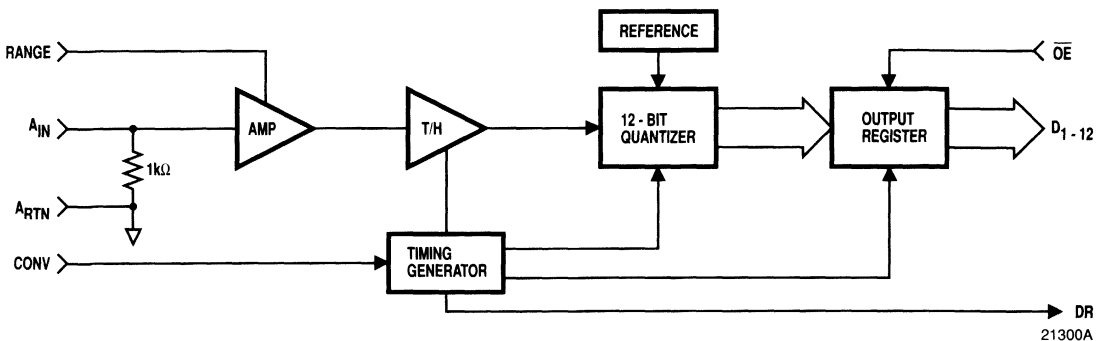 RANGE
REFERENCE
OE
AIN
AMP
T/H
12 - BIT
QUANTIZER
OUTPUT
REGISTER
D1 - 12
1kΩ
ARTN
CONV
TIMING
GENERATOR
DR
21300A